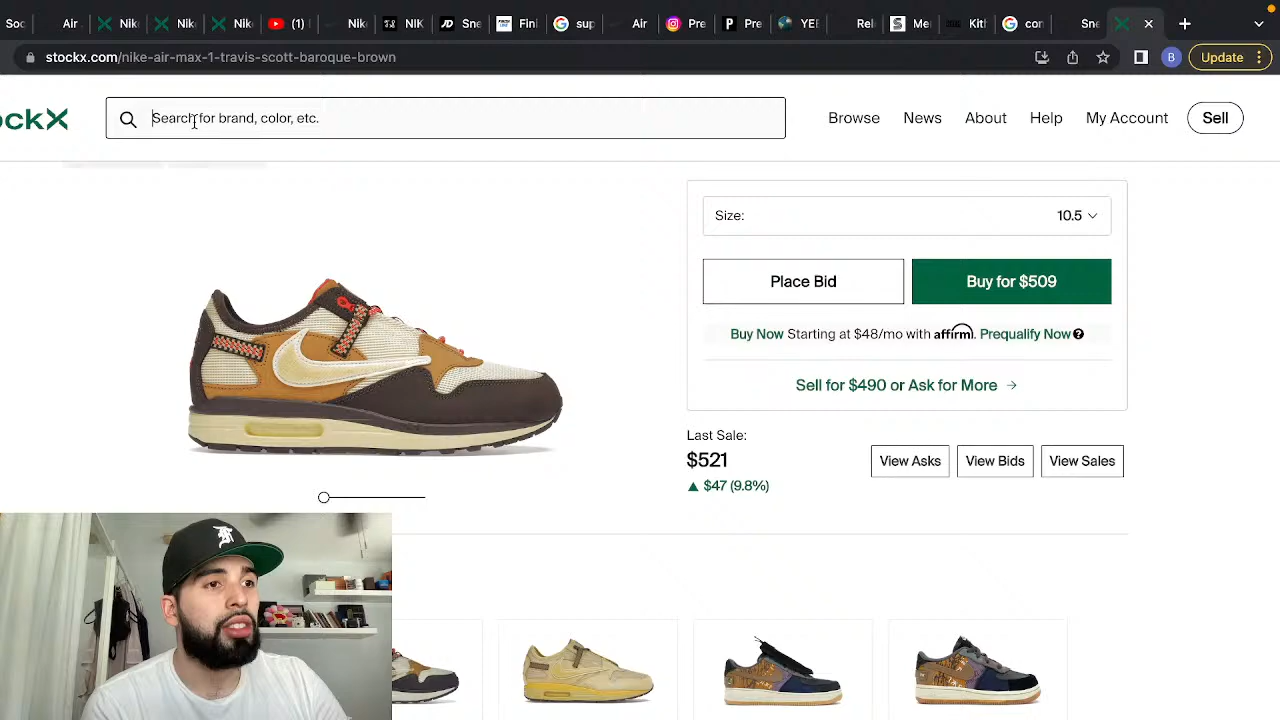 Soc
Air
Nik
Nik
Nik
(1)
Nik
NIK
Sne
Fin
sup
Air
Pre
Pre
YEE
Rel
Me
Kit
con
Sne
stockx.com/nike-air-max-1-travis-scott-baroque-brown
B
Update
ockX
Search for brand, color, etc.
Browse
News
About
Help
My Account
Sell
Size:
10.5
Place Bid
Buy for $509
Buy Now Starting at $48/mo with affirm. Prequalify Now
Sell for $490 or Ask for More →
Last Sale:
$521
▲ $47 (9.8%)
View Asks
View Bids
View Sales